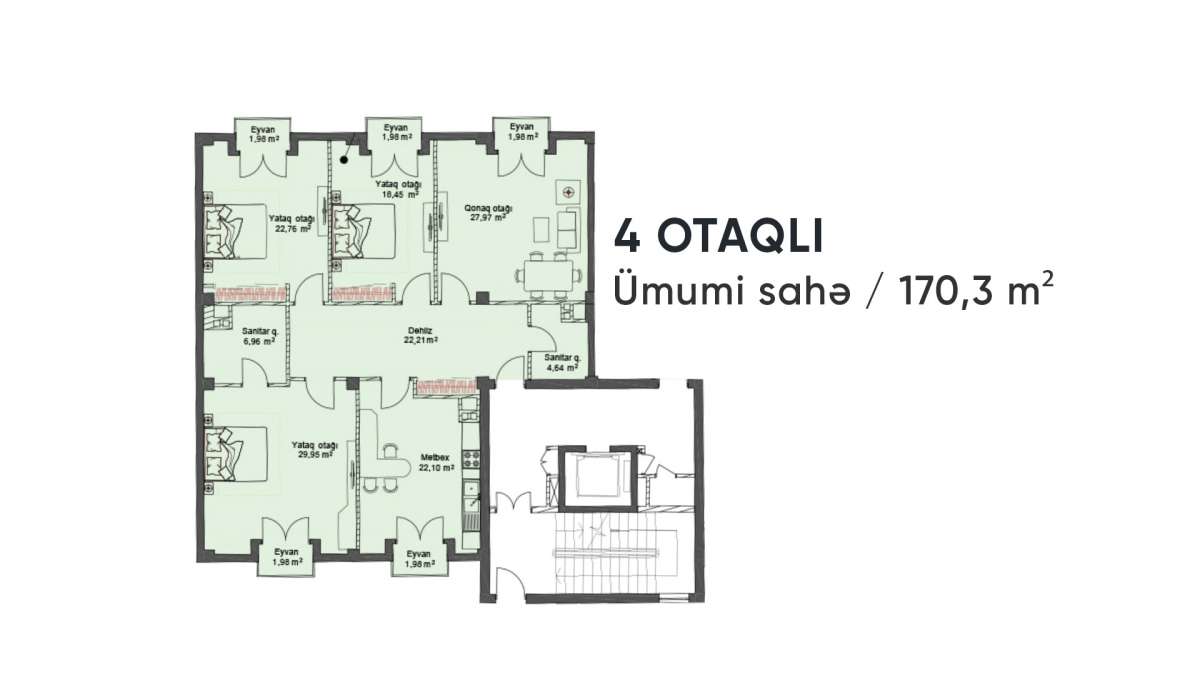 Eyvan
1,98 m²
Eyvan
1,98 m²
Eyvan
1,98 m²
Yataq otağı
22,76 m²
Yataq otağı
18,45 m²
Qonaq otağı
27,97 m²
4 OTAQLI
Ümumi sahə / 170,3 m²
Sanitar q.
6,96 m²
Dəhliz
22,21 m²
Sanitar q.
4,64 m²
Yataq otağı
29,95 m²
Mətbəx
22,10 m²
Eyvan
1,98 m²
Eyvan
1,98 m²